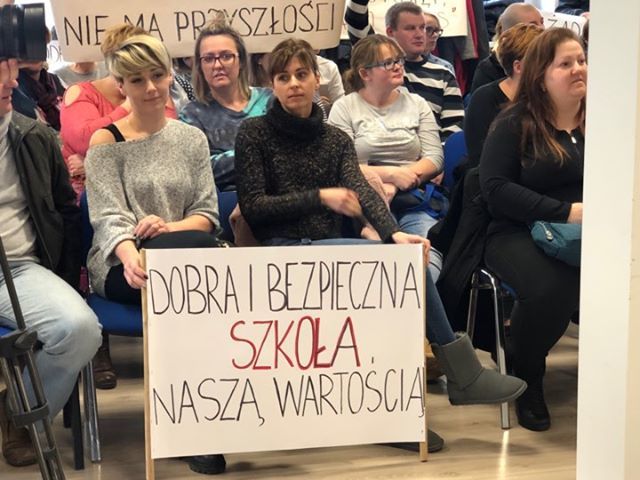 NIE MA PRZYSZŁOŚCI
DOBRA I BEZPIECZNA
SZKOŁA
NASZĄ WARTOŚCIĄ